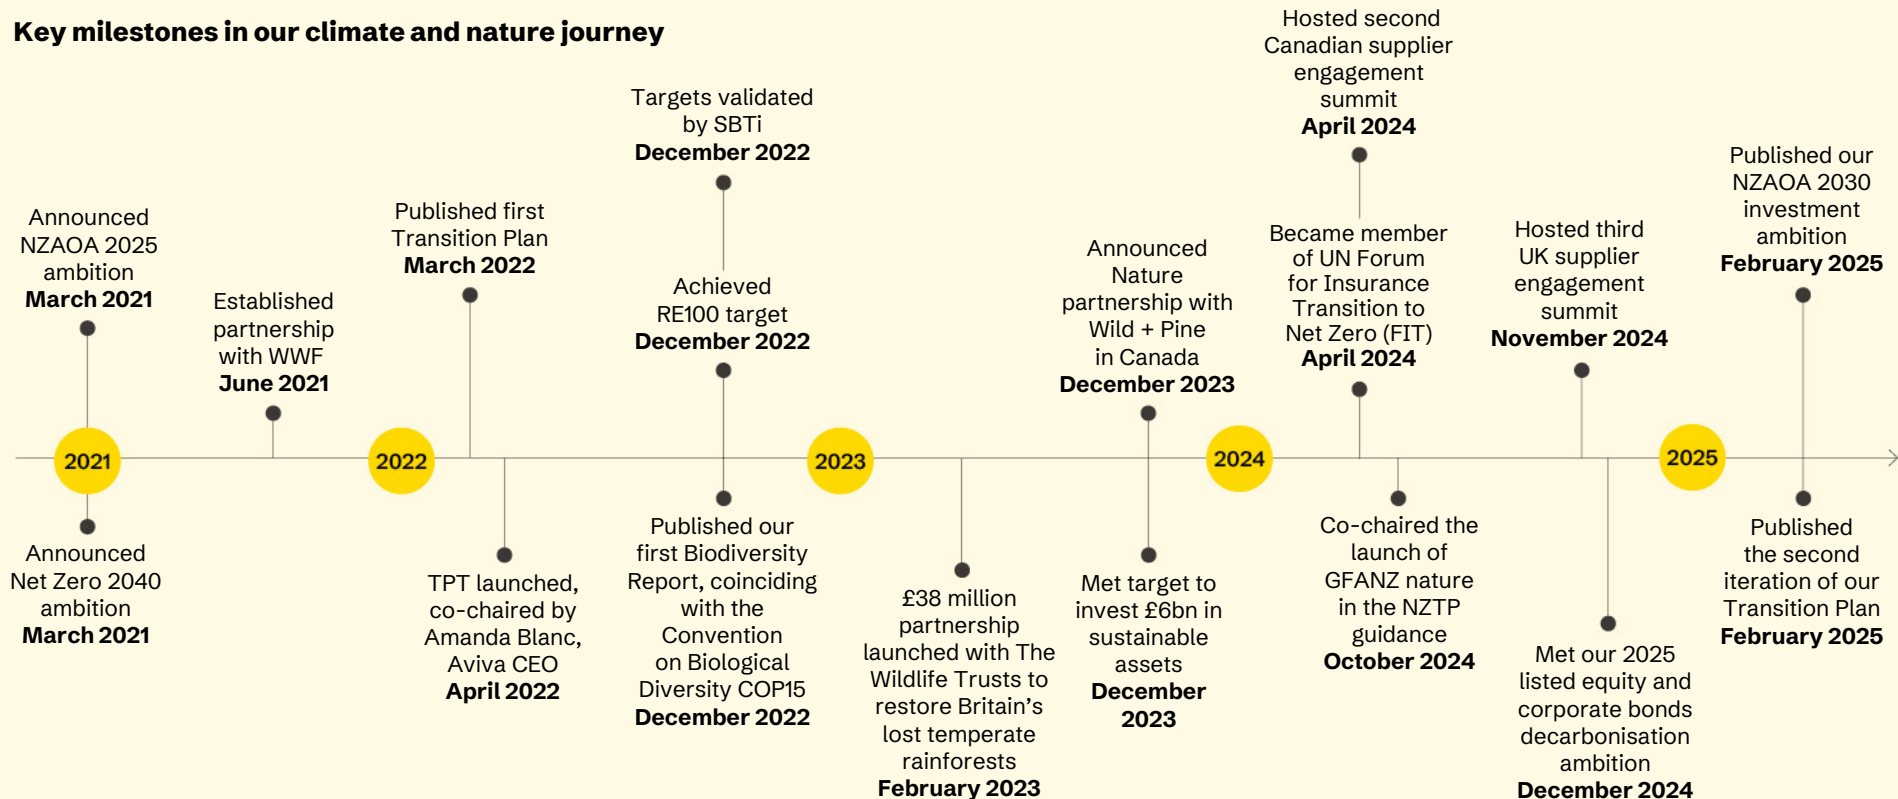 Key milestones in our climate and nature journey
Announced
NZAOA 2025
ambition
March 2021
Established
partnership
with WWF
June 2021
Published first
Transition Plan
March 2022
Targets validated
by SBTi
December 2022
Achieved
RE100 target
December 2022
Announced
Nature
partnership with
Wild + Pine
in Canada
December 2023
Hosted second
Canadian supplier
engagement
summit
April 2024
Became member
of UN Forum
for Insurance
Transition to
Net Zero (FIT)
April 2024
Hosted third
UK supplier
engagement
summit
November 2024
Published our
NZAOA 2030
investment
ambition
February 2025
2021
2022
2023
2024
2025
Announced
Net Zero 2040
ambition
March 2021
TPT launched,
co-chaired by
Amanda Blanc,
Aviva CEO
April 2022
Published our
first Biodiversity
Report, coinciding
with the
Convention
on Biological
Diversity COP15
December 2022
£38 million
partnership
launched with The
Wildlife Trusts to
restore Britain’s
lost temperate
rainforests
February 2023
Met target to
invest £6bn in
sustainable
assets
December
2023
Co-chaired the
launch of
GFANZ nature
in the NZTP
guidance
October 2024
Met our 2025
listed equity and
corporate bonds
decarbonisation
ambition
December 2024
Published
the second
iteration of our
Transition Plan
February 2025